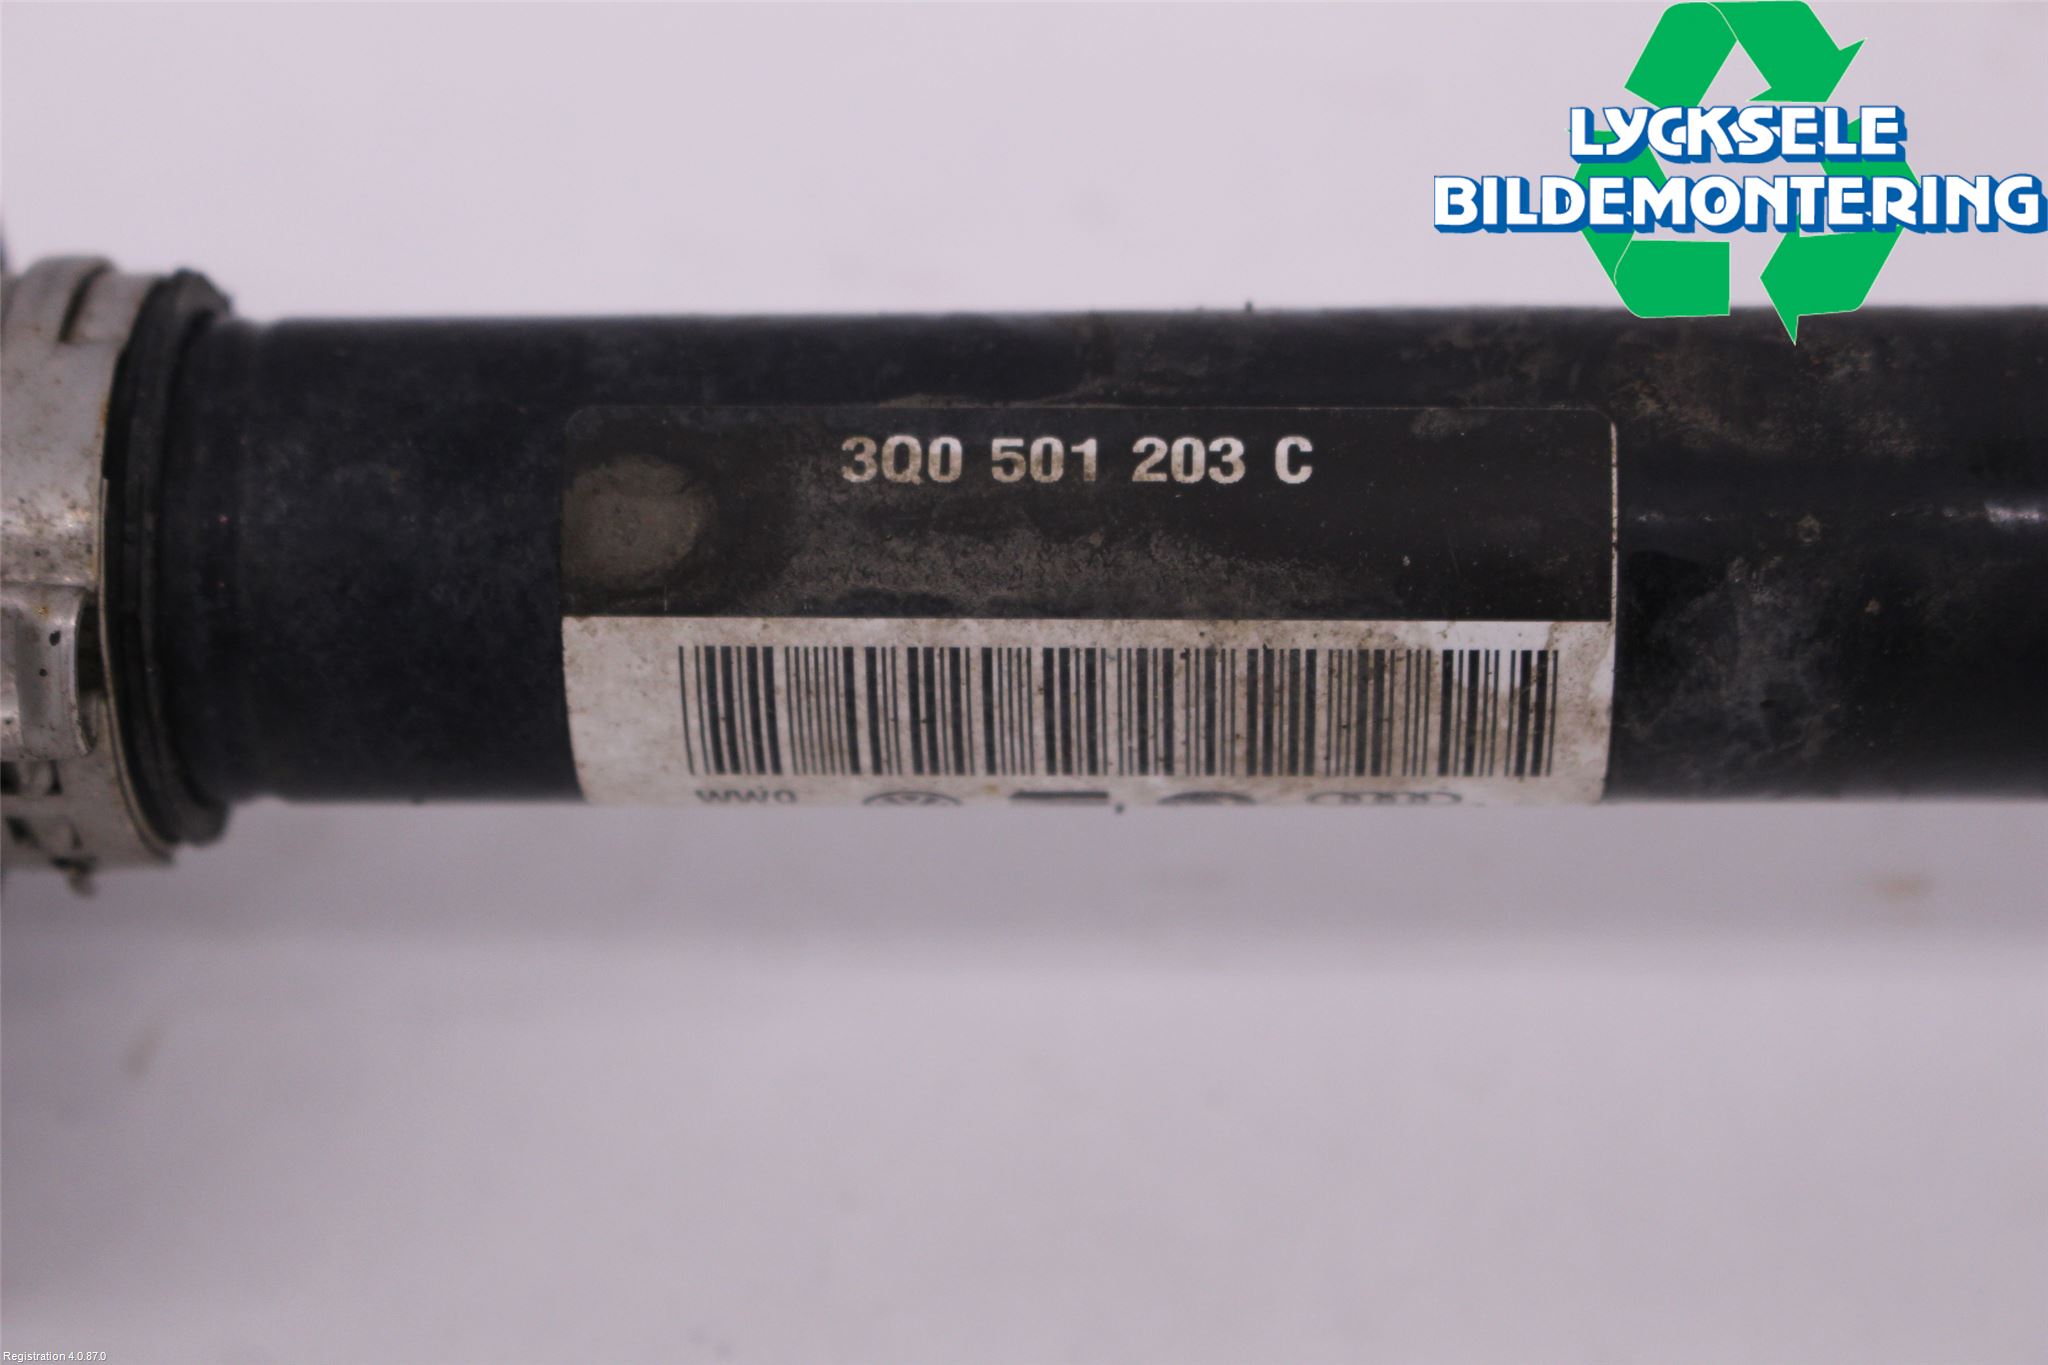 LYCKSELE
BILDEMONTERING
3Q0 501 203 C
Registration 4.0.87.0